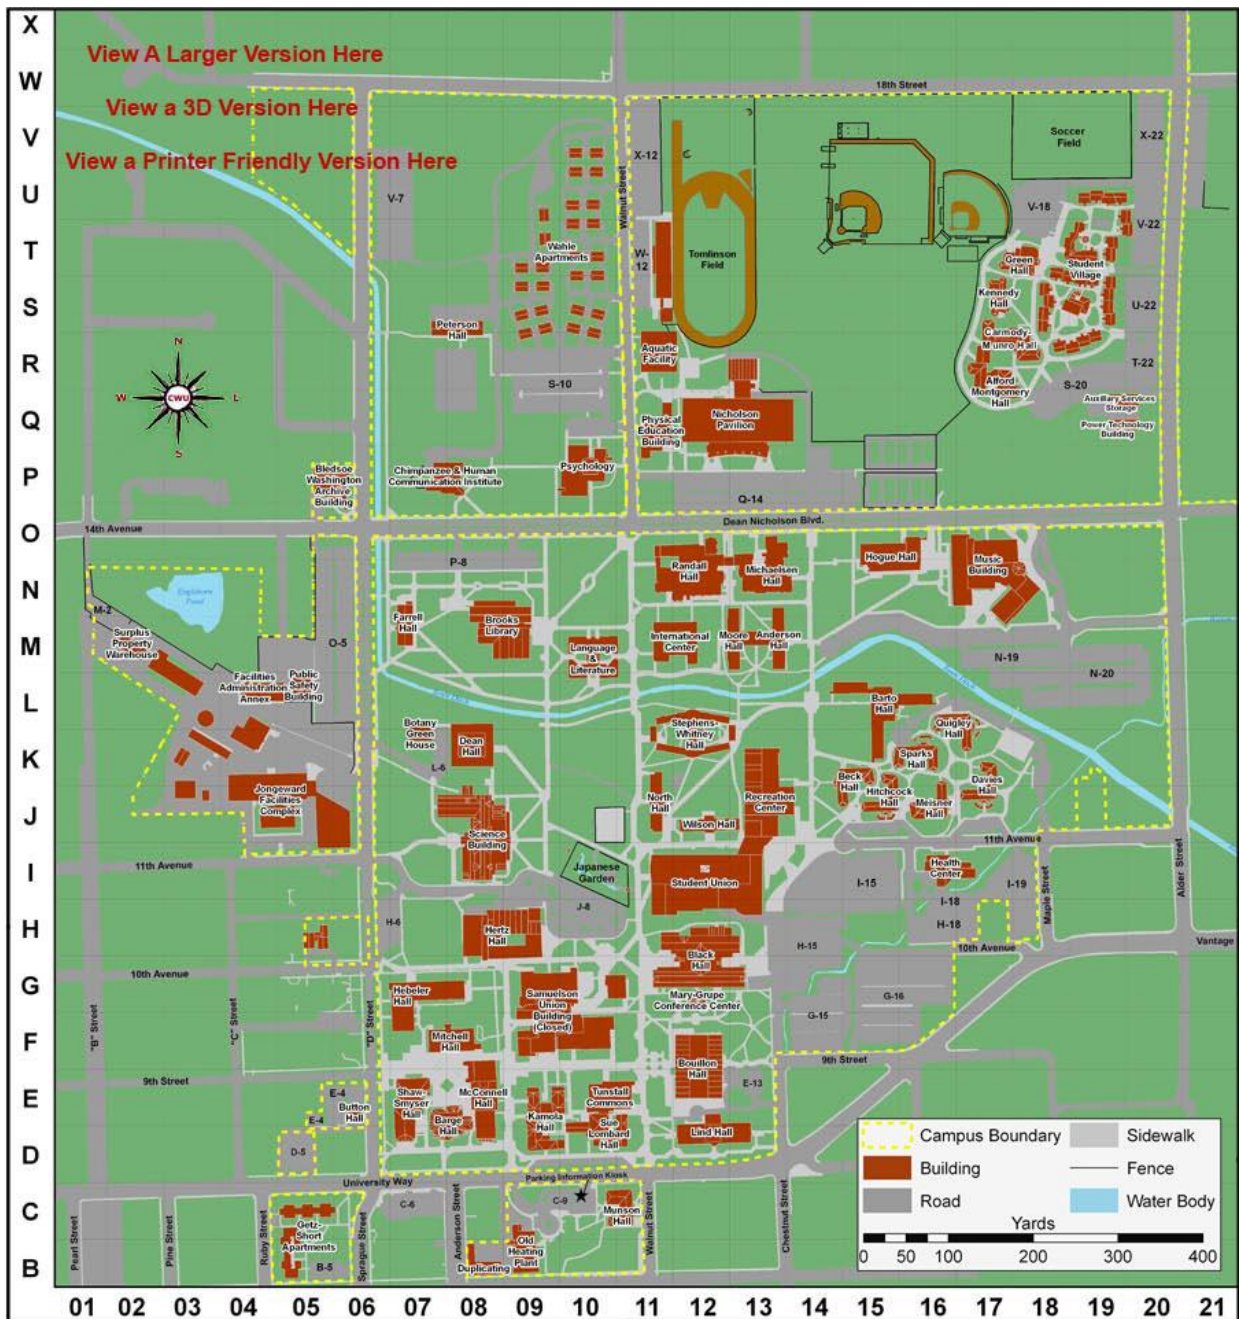 X
View A Larger Version Here
W
18th Street
View a 3D Version Here
V
Soccer
Field
X-22
X-12
View a Printer Friendly Version Here
U
V-7
Walnut Street
V-18
V-22
T
Wahle
Apartments
W-
12
Tomlinson
Field
Green
Hall
Student
Village
Kennedy
Hall
S
U-22
Peterson
Hall
Carmody-
Munro Hall
N
R
Aquatic
Facility
T-22
S-10
Alford
Montgomery
Hall
S-20
W
CWU
Auxiliary Services
Storage
Q
Physical
Education
Building
Nicholson
Pavilion
Power Technology
Building
S
P
Bledsoe
Washington
Archive
Building
Chimpanzee & Human
Communication Institute
Psychology
Q-14
O
14th Avenue
Dean Nicholson Blvd.
P-8
Randall
Hall
Michaelsen
Hall
Hogue Hall
Music
Building
N
M-2
Farrell
Hall
Brooks
Library
M
Surplus
Property
Warehouse
O-5
Language
&
Literature
International
Center
Moore
Hall
Anderson
Hall
N-19
N-20
Facilities
Administration
Annex
Public
Safety
Building
L
Barto
Hall
Botany
Green
House
Dean
Hall
Stephens-
Whitney
Hall
Quigley
Hall
K
L-6
Sparks
Hall
Beck
Hall
Hitchcock
Hall
Meisner
Hall
Davies
Hall
J
Jongeward
Facilities
Complex
North
Hall
Recreation
Center
Wilson Hall
Science
Building
11th Avenue
I
11th Avenue
Japanese
Garden
Student Union
I-15
Health
Center
I-19
I-18
Maple Street
Alder Street
J-8
H
H-6
Hertz
Hall
H-15
H-18
10th Avenue
Vantage
Black
Hall
G
10th Avenue
Hebeler
Hall
Samuelson
Union
Building
(Closed)
Mary-Grupe
Conference Center
G-16
G-15
F
"B" Street
"C" Street
"D" Street
Mitchell
Hall
Bouillon
Hall
9th Street
E
9th Street
E-4
E-4
Button
Hall
Shaw-
Smyser
Hall
McConnell
Hall
Barge
Hall
Kamola
Hall
Tunstall
Commons
Sue
Lombard
Hall
E-13
Lind Hall
D
D-5
University Way
Parking Information Kiosk
C
C-6
C-9
Munson
Hall
Pearl Street
Pine Street
Ruby Street
Getz-
Short
Apartments
Sprague Street
Anderson Street
Old
Heating
Plant
Walnut Street
Chestnut Street
B
B-5
Duplicating
Campus Boundary
Sidewalk
Building
Fence
Road
Water Body
Yards
0 50 100 200 300 400
01 02 03 04 05 06 07 08 09 10 11 12 13 14 15 16 17 18 19 20 21